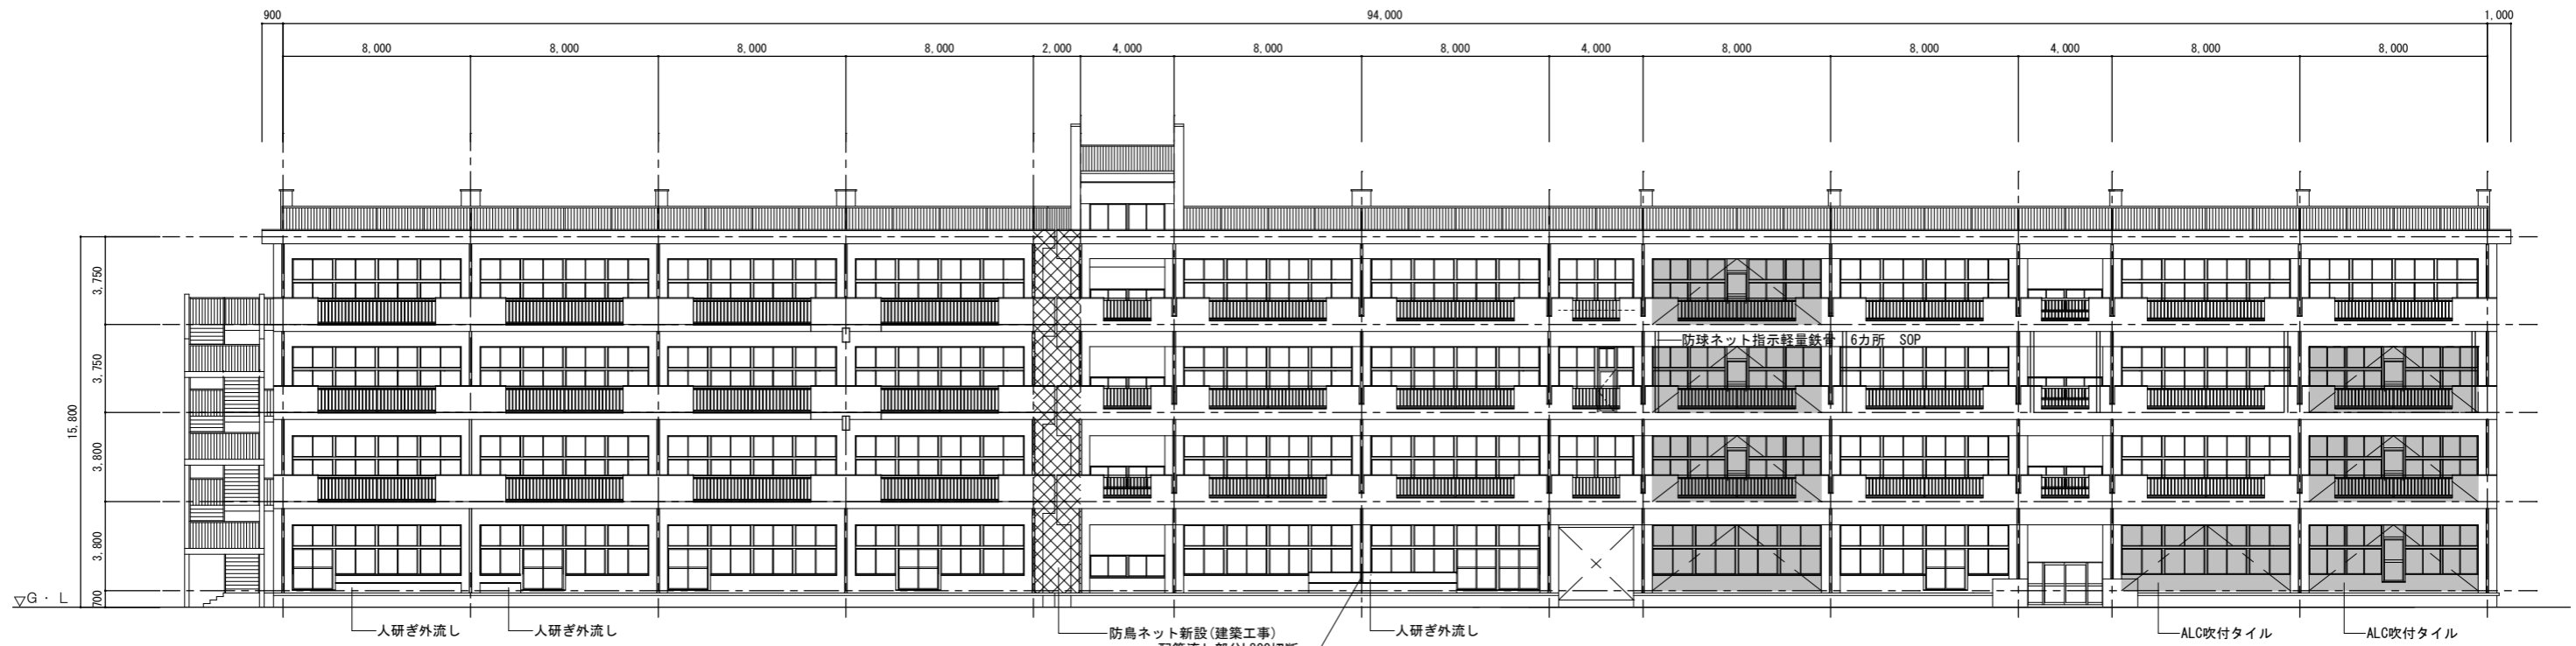 900
94,000
1,000
8,000 8,000 8,000 8,000 2,000 4,000 8,000 8,000 4,000 8,000 8,000 4,000 8,000 8,000
15,800
3,750
3,750
3,800
3,800
700
防球ネット指示軽量鉄骨 16カ所 SOP
▽G・L
人研ぎ外流し
人研ぎ外流し
防鳥ネット新設(建築工事)
人研ぎ外流し
ALC吹付タイル
ALC吹付タイル